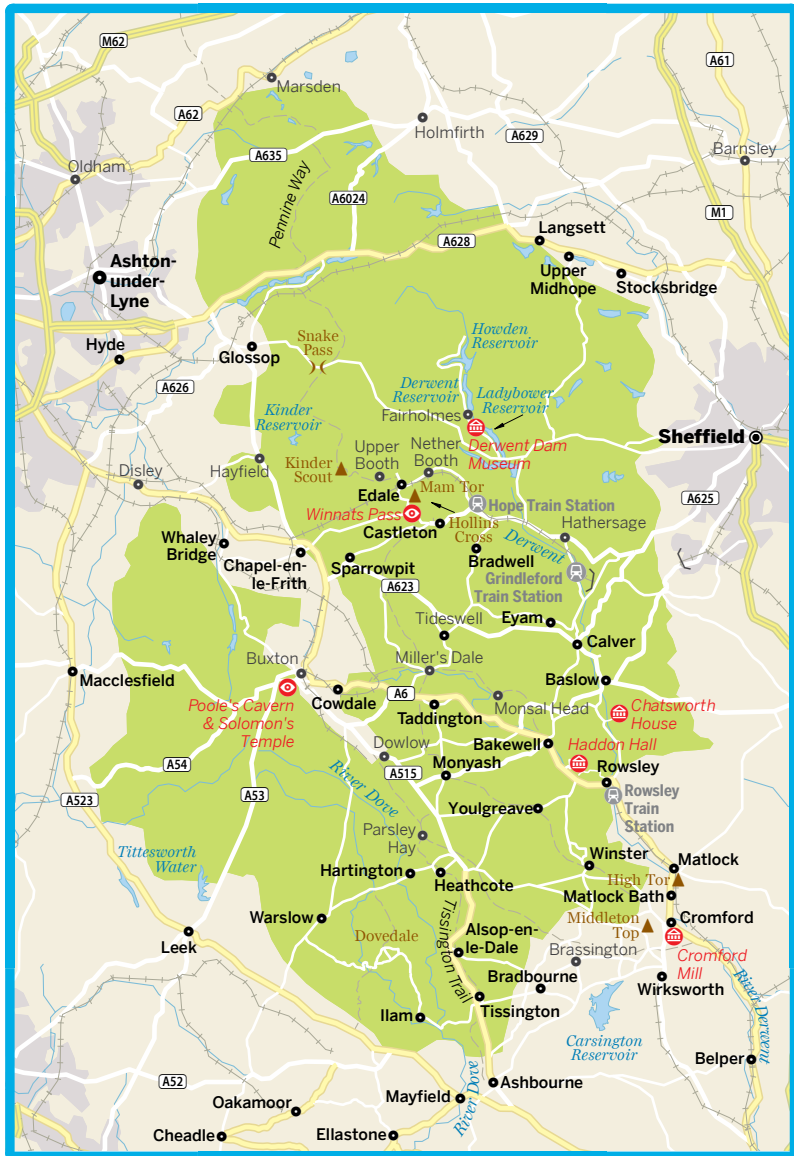 M62
A61
Marsden
A62
Holmfirth
A629
Barnsley
A635
Oldham
Pennine Way
A6024
M1
Langsett
A628
Ashton-
under-
Lyne
Upper
Midhope
Stocksbridge
Hyde
Glossop
Snake
Pass
Howden
Reservoir
A626
Derwent
Reservoir
Ladybower
Reservoir
Kinder
Reservoir
Fairholmes
Sheffield
Derwent Dam
Museum
Disley
Hayfield
Kinder
Scout
Upper
Booth
Nether
Booth
Edale
Mam Tor
A625
Winnats Pass
Hope Train Station
Hollins
Cross
Hathersage
Castleton
Derwent
Whaley
Bridge
Chapel-en-
le-Frith
Sparrowpit
Bradwell
Grindleford
Train Station
A623
Tideswell
Eyam
Calver
Buxton
Miller's Dale
Macclesfield
Baslow
Cowdale
A6
Monsal Head
Poole's Cavern
& Solomon's
Temple
Taddington
Chatsworth
House
Bakewell
Haddon Hall
Dowlow
A54
A515
Monyash
Rowsley
A53
River Dove
Rowsley
Train
Station
A523
Youlgreave
Parsley
Hay
Tittesworth
Water
Winster
Matlock
Hartington
Heathcote
High Tor
Matlock Bath
Warslow
Tissington Trail
Middleton
Top
Cromford
Leek
Dovedale
Alsop-en-
le-Dale
Brassington
Cromford
Mill
Bradbourne
Wirksworth
Ilam
Tissington
River Derwent
Carsington
Reservoir
Belper
A52
River Dove
Ashbourne
Oakamoor
Mayfield
Cheadle
Ellastone